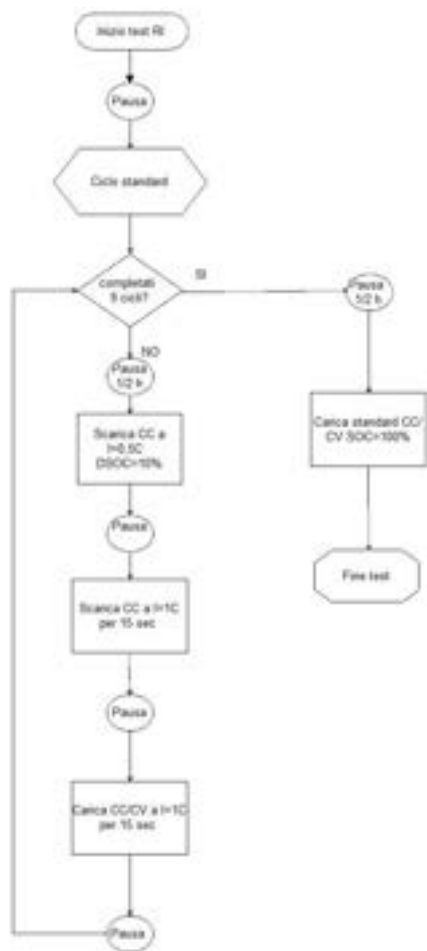 Inizio test RI
Pausa
Ciclo standard
completati
9 cicli?
SI
Pausa
1/2 h.
NO
Pausa
1/2 h.
Scarica CC a
I=0,5C
DSOC=10%
Carica standard CC/
CV SOC=100%
Pausa
Fine test
Scarica CC a I=1C
per 15 sec
Pausa
Carica CC/CV a I=1C
per 15 sec
Pausa